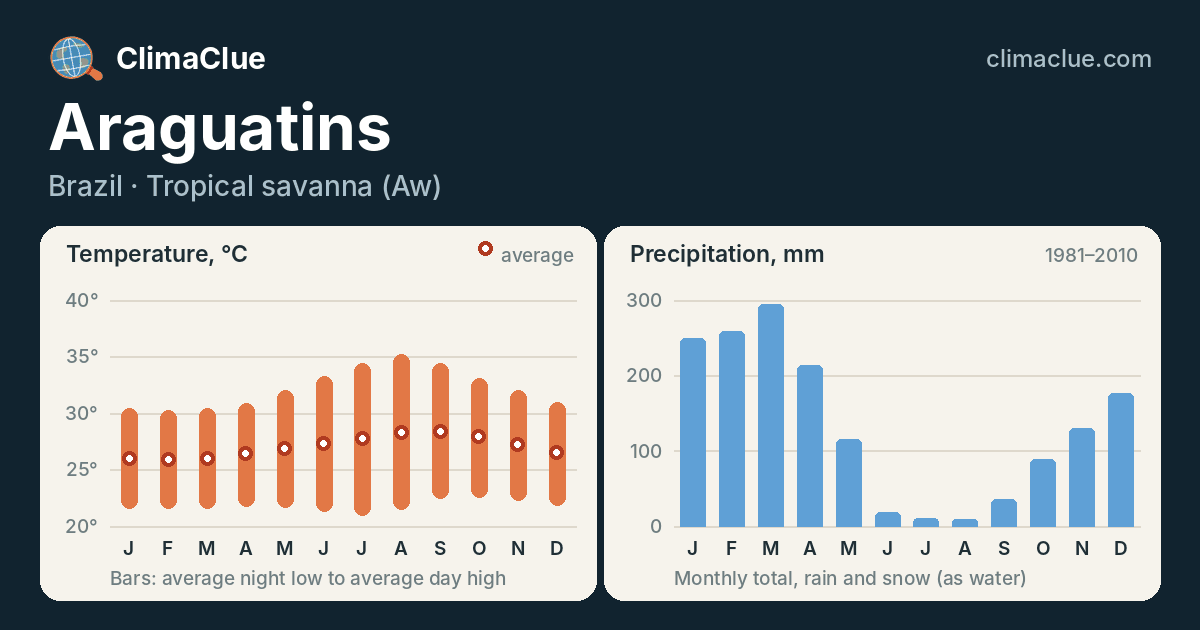 ClimaClue
climaclue.com
Araguatins
Brazil · Tropical savanna (Aw)
Temperature, °C
average
40°
35°
30°
25°
20°
J F M A M J J A S O N D
Bars: average night low to average day high
Precipitation, mm
1981–2010
300
200
100
0
J F M A M J J A S O N D
Monthly total, rain and snow (as water)